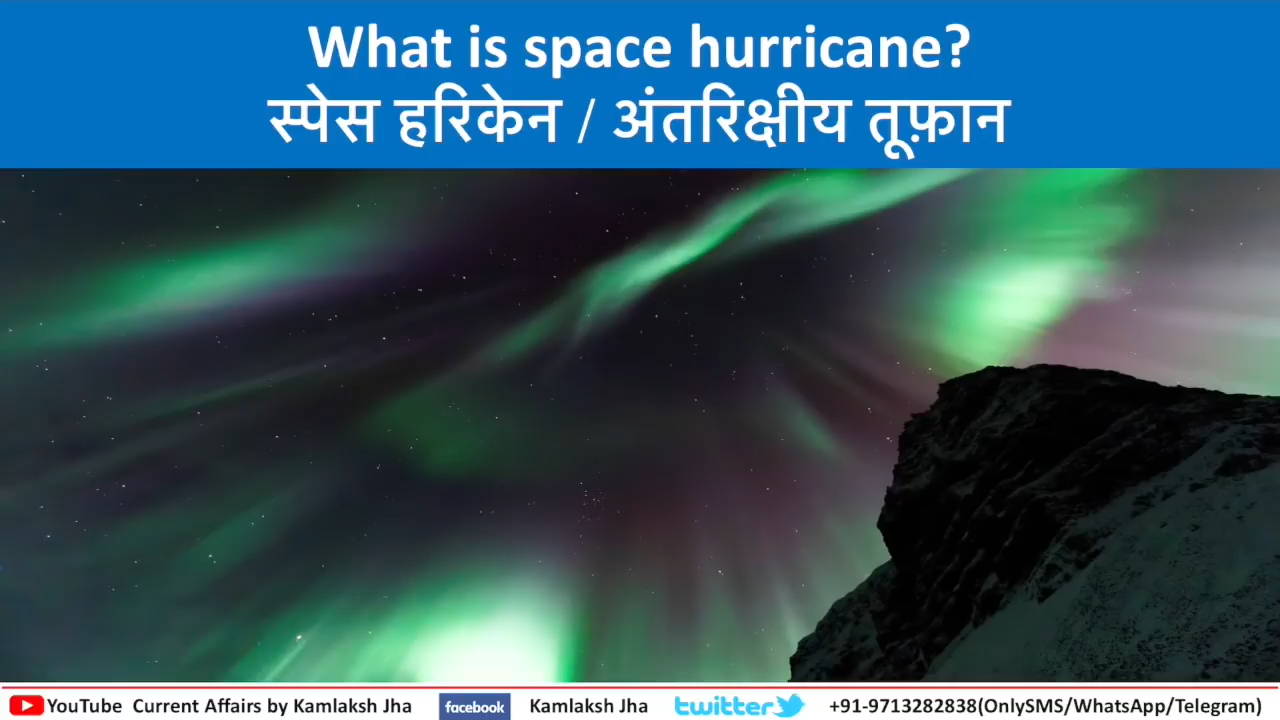 What is space hurricane?
स्पेस हरिकेन / अंतरिक्षीय तूफ़ान
YouTube Current Affairs by Kamlaksh Jha facebook Kamlaksh Jha twitter +91-9713282838(OnlySMS/WhatsApp/Telegram)